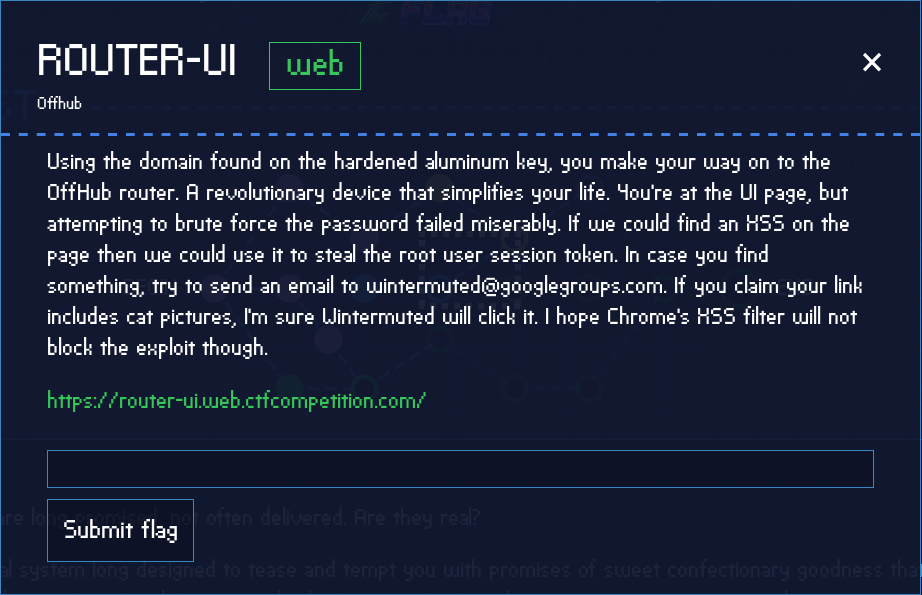 FLAG
ROUTER-UI web
Offhub
Using the domain found on the hardened aluminum key, you make your way on to the
OffHub router. A revolutionary device that simplifies your life. You're at the UI page, but
attempting to brute force the password failed miserably. If we could find an XSS on the
page then we could use it to steal the root user session token. In case you find
something, try to send an email to wintermuted@googlegroups.com. If you claim your link
includes cat pictures, I'm sure Wintermuted will click it. I hope Chrome's XSS filter will not
block the exploit though.
https://router-ui.web.ctfcompetition.com/
are long promised, not often delivered. Are they real?
Submit flag
al system long designed to tease and tempt you with promises of sweet confectionary goodness tha